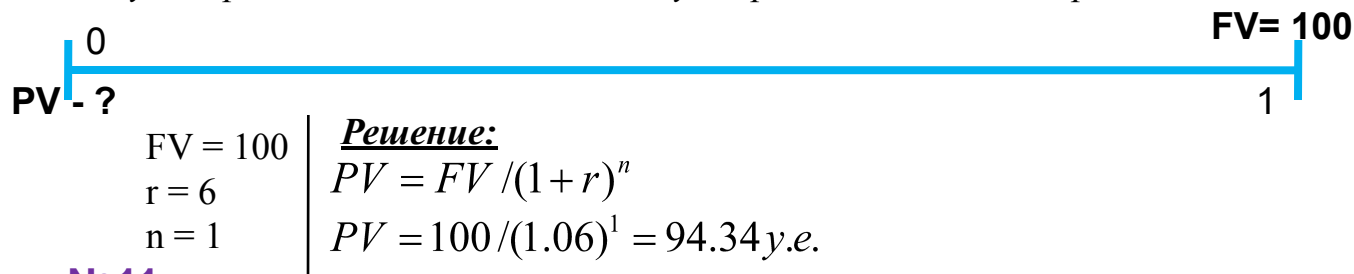 FV= 100
0
PV - ?
1
FV = 100
r = 6
n = 1
Решение:
PV = FV /(1+ r)ⁿ
PV = 100 /(1.06)¹ = 94.34 у.е.